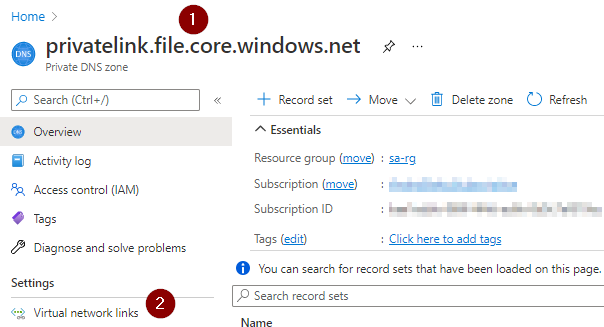 Home >
1
privatelink.file.core.windows.net
...
DNS
Private DNS zone
Search (Ctrl+/)
«
Overview
Activity log
Access control (IAM)
Tags
Diagnose and solve problems
Settings
2
Virtual network links
+ Record set → Move Delete zone Refresh
Essentials
Resource group (move) : sa-rg
Subscription (move) :
Subscription ID :
Tags (edit) : Click here to add tags
You can search for record sets that have been loaded on this page.
Search record sets
Name